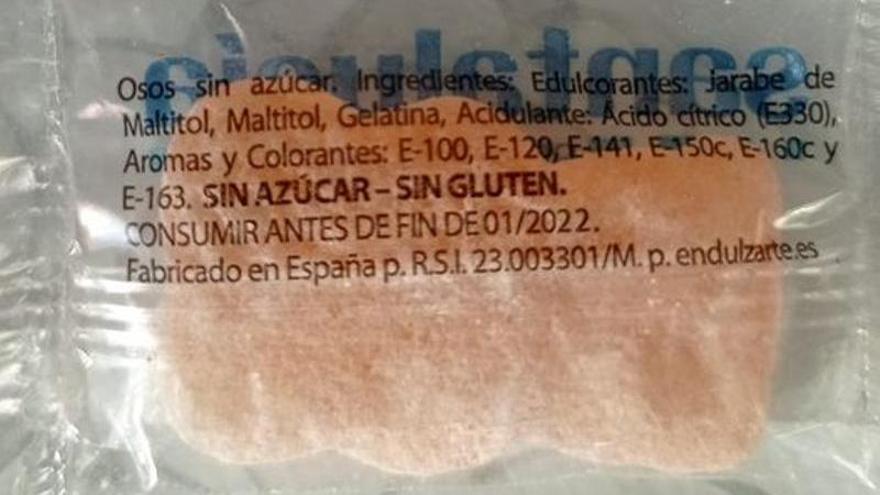 Osos sin azúcar. Ingredientes: Edulcorantes: Jarabe de
Maltitol, Maltitol, Gelatina, Acidulante: Ácido cítrico (E330),
Aromas y Colorantes: E-100, E-120, E-141, E-150c, E-160c y
E-163. SIN AZÚCAR – SIN GLUTEN.
CONSUMIR ANTES DE FIN DE 01/2022.
Fabricado en España p. R.S.I. 23.003301/M. p. endulzarte.es